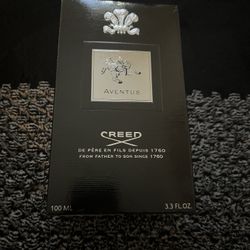 AVENTUS
CREED
DE PÈRE EN FILS DEPUIS 1760
FROM FATHER TO SON SINCE 1760
100 ML
3.3 FL.OZ.